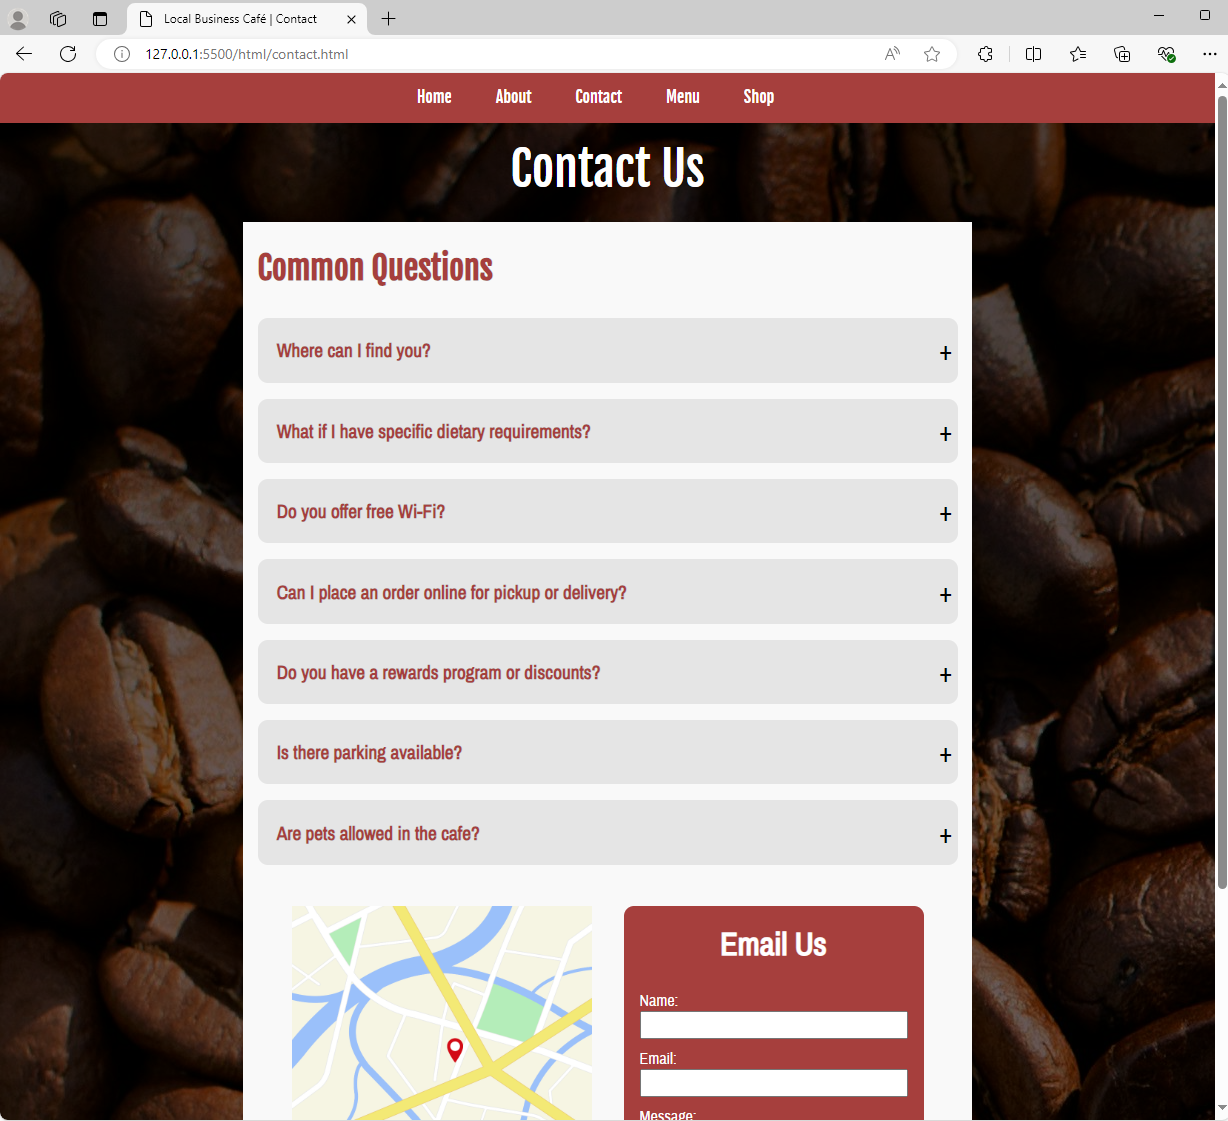 Local Business Café | Contact
127.0.0.1:5500/html/contact.html
Home About Contact Menu Shop
Contact Us
Common Questions
Where can I find you? +
What if I have specific dietary requirements? +
Do you offer free Wi-Fi? +
Can I place an order online for pickup or delivery? +
Do you have a rewards program or discounts? +
Is there parking available? +
Are pets allowed in the cafe? +
Email Us
Name:
Email:
Message: